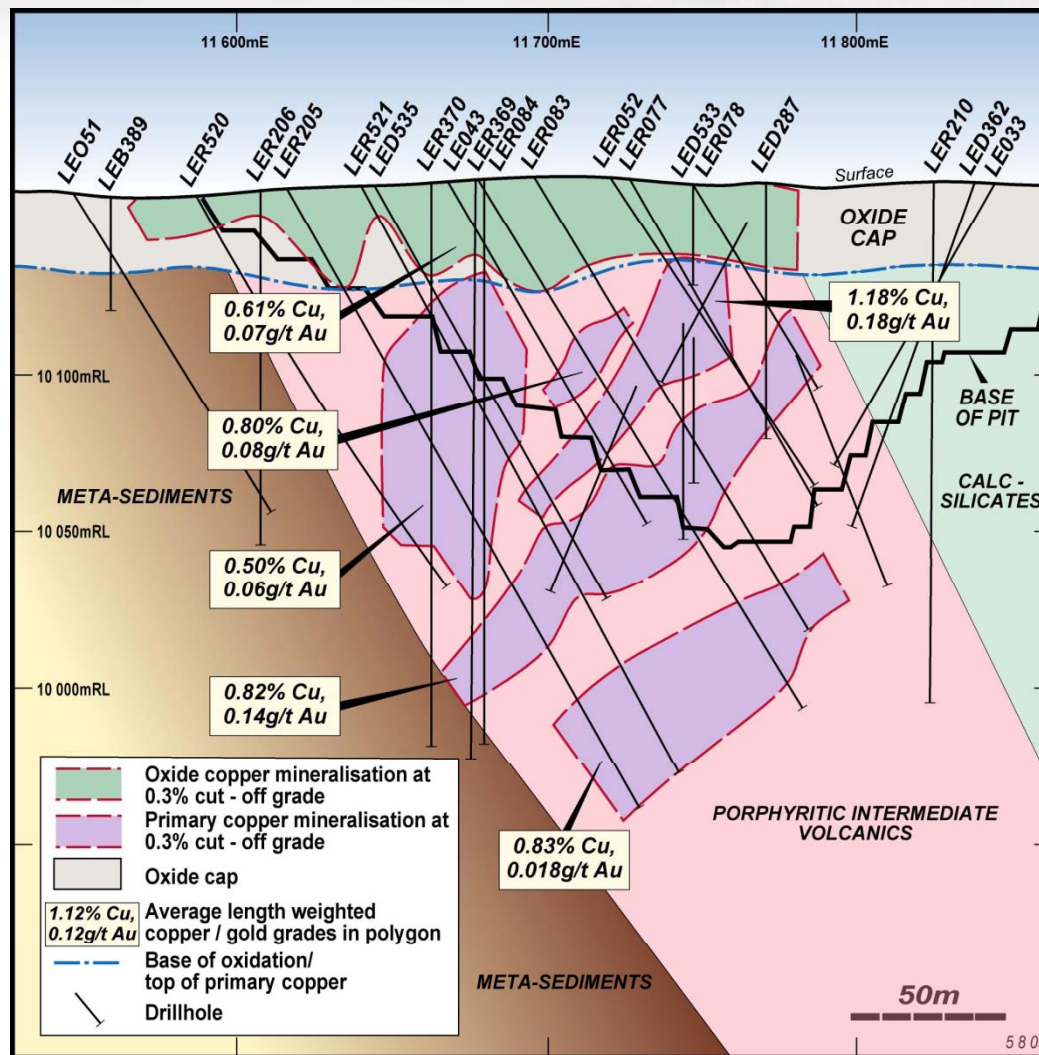 11 600mE
11 700mE
11 800mE
LEO51
LEB389
LER520
LER206
LER205
LER521
LED535
LER370
LE043
LER369
LER084
LER083
LER052
LER077
LED533
LER078
LED287
LER210
LED362
LE033
Surface
OXIDE
CAP
0.61% Cu,
0.07g/t Au
1.18% Cu,
0.18g/t Au
10 100mRL
BASE
OF PIT
0.80% Cu,
0.08g/t Au
META-SEDIMENTS
CALC -
SILICATES
10 050mRL
0.50% Cu,
0.06g/t Au
10 000mRL
0.82% Cu,
0.14g/t Au
Oxide copper mineralisation at
0.3% cut - off grade
Primary copper mineralisation at
0.3% cut - off grade
Oxide cap
1.12% Cu,
0.12g/t Au
Average length weighted
copper / gold grades in polygon
Base of oxidation/
top of primary copper
Drillhole
0.83% Cu,
0.018g/t Au
PORPHYRITIC INTERMEDIATE
VOLCANICS
META-SEDIMENTS
50m